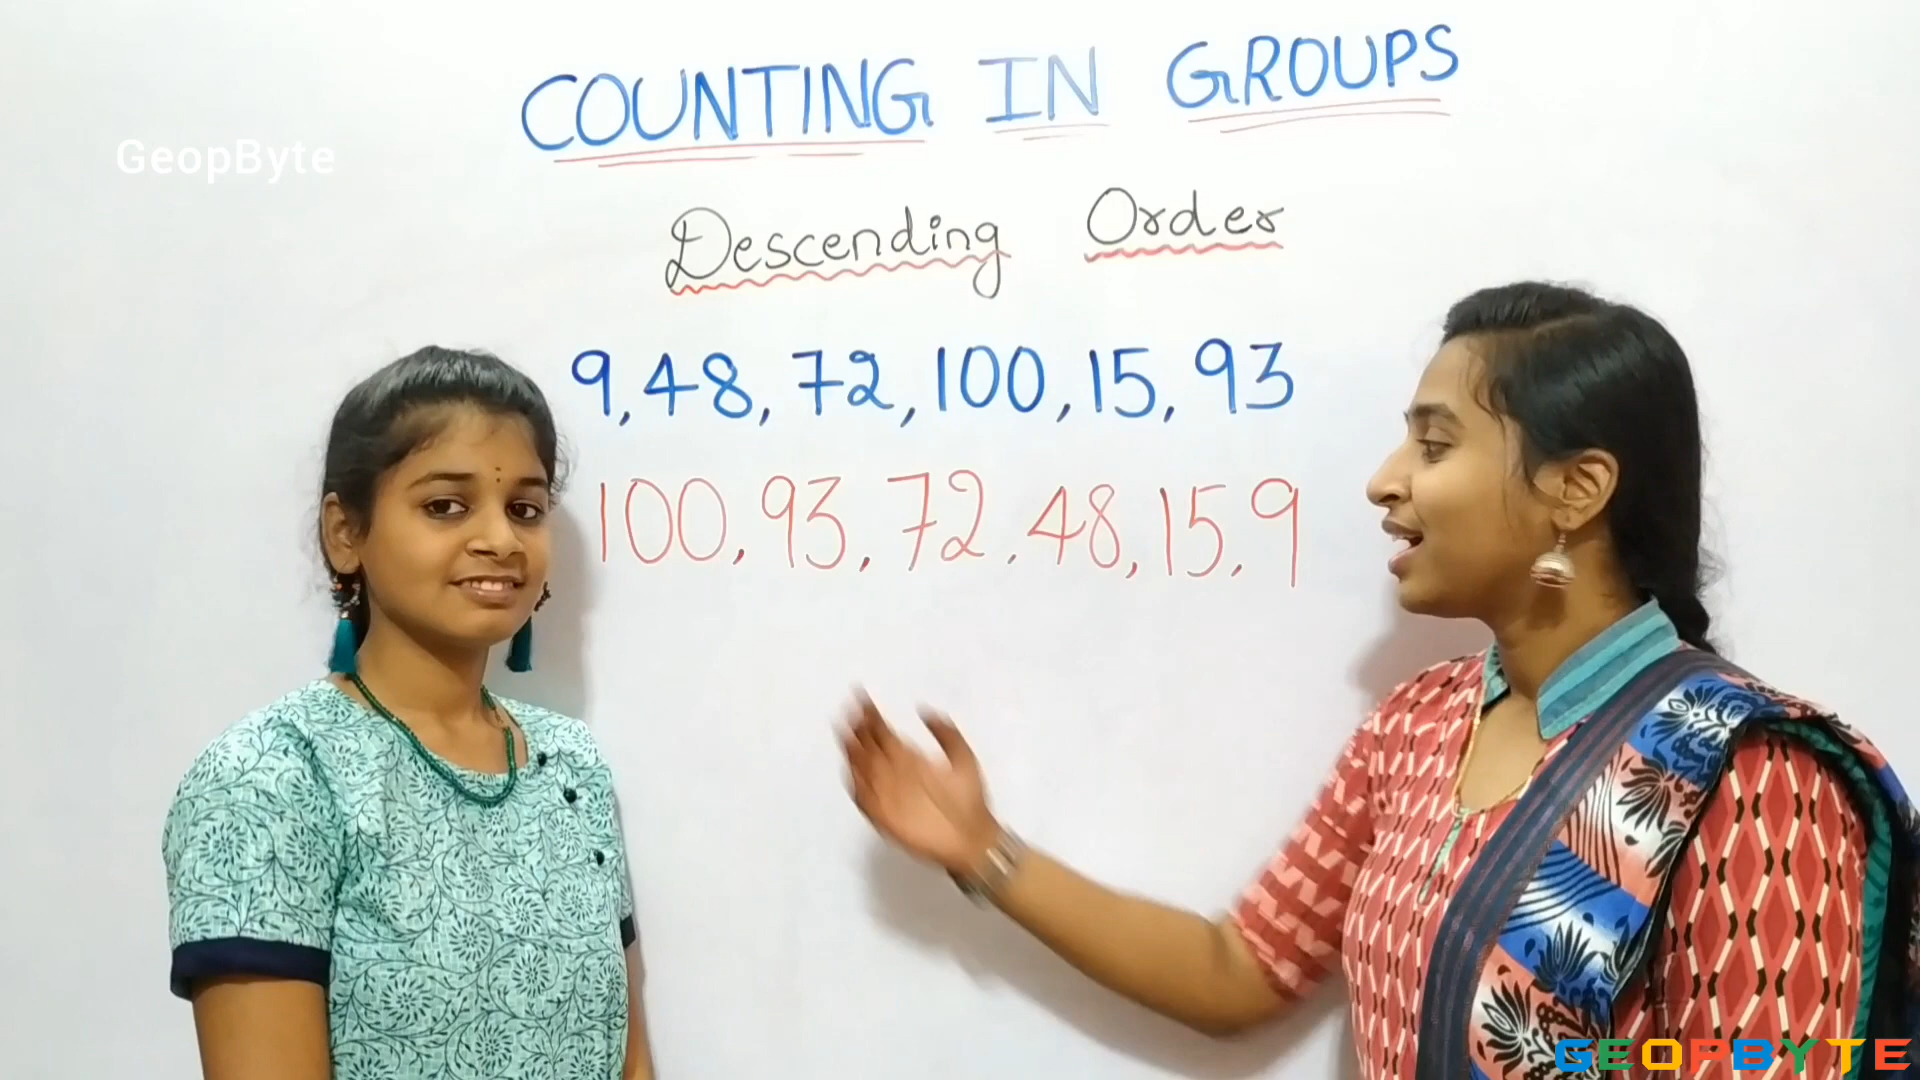 COUNTING IN GROUPS
GeopByte
Descending Order
9, 48, 72, 100, 15, 93
100, 93, 72, 48, 15, 9
GEOPBYTE